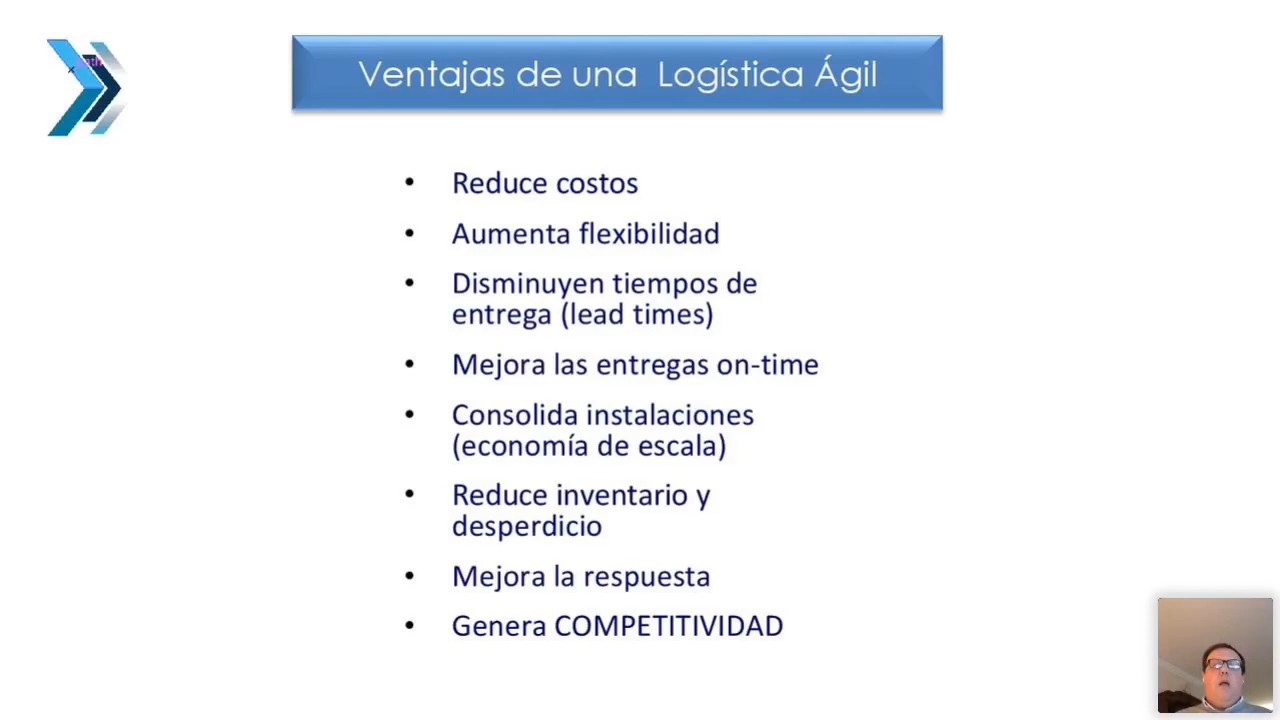 Ventajas de una Logística Ágil
• Reduce costos
• Aumenta flexibilidad
• Disminuyen tiempos de
entrega (lead times)
• Mejora las entregas on-time
• Consolida instalaciones
(economía de escala)
• Reduce inventario y
desperdicio
• Mejora la respuesta
• Genera COMPETITIVIDAD